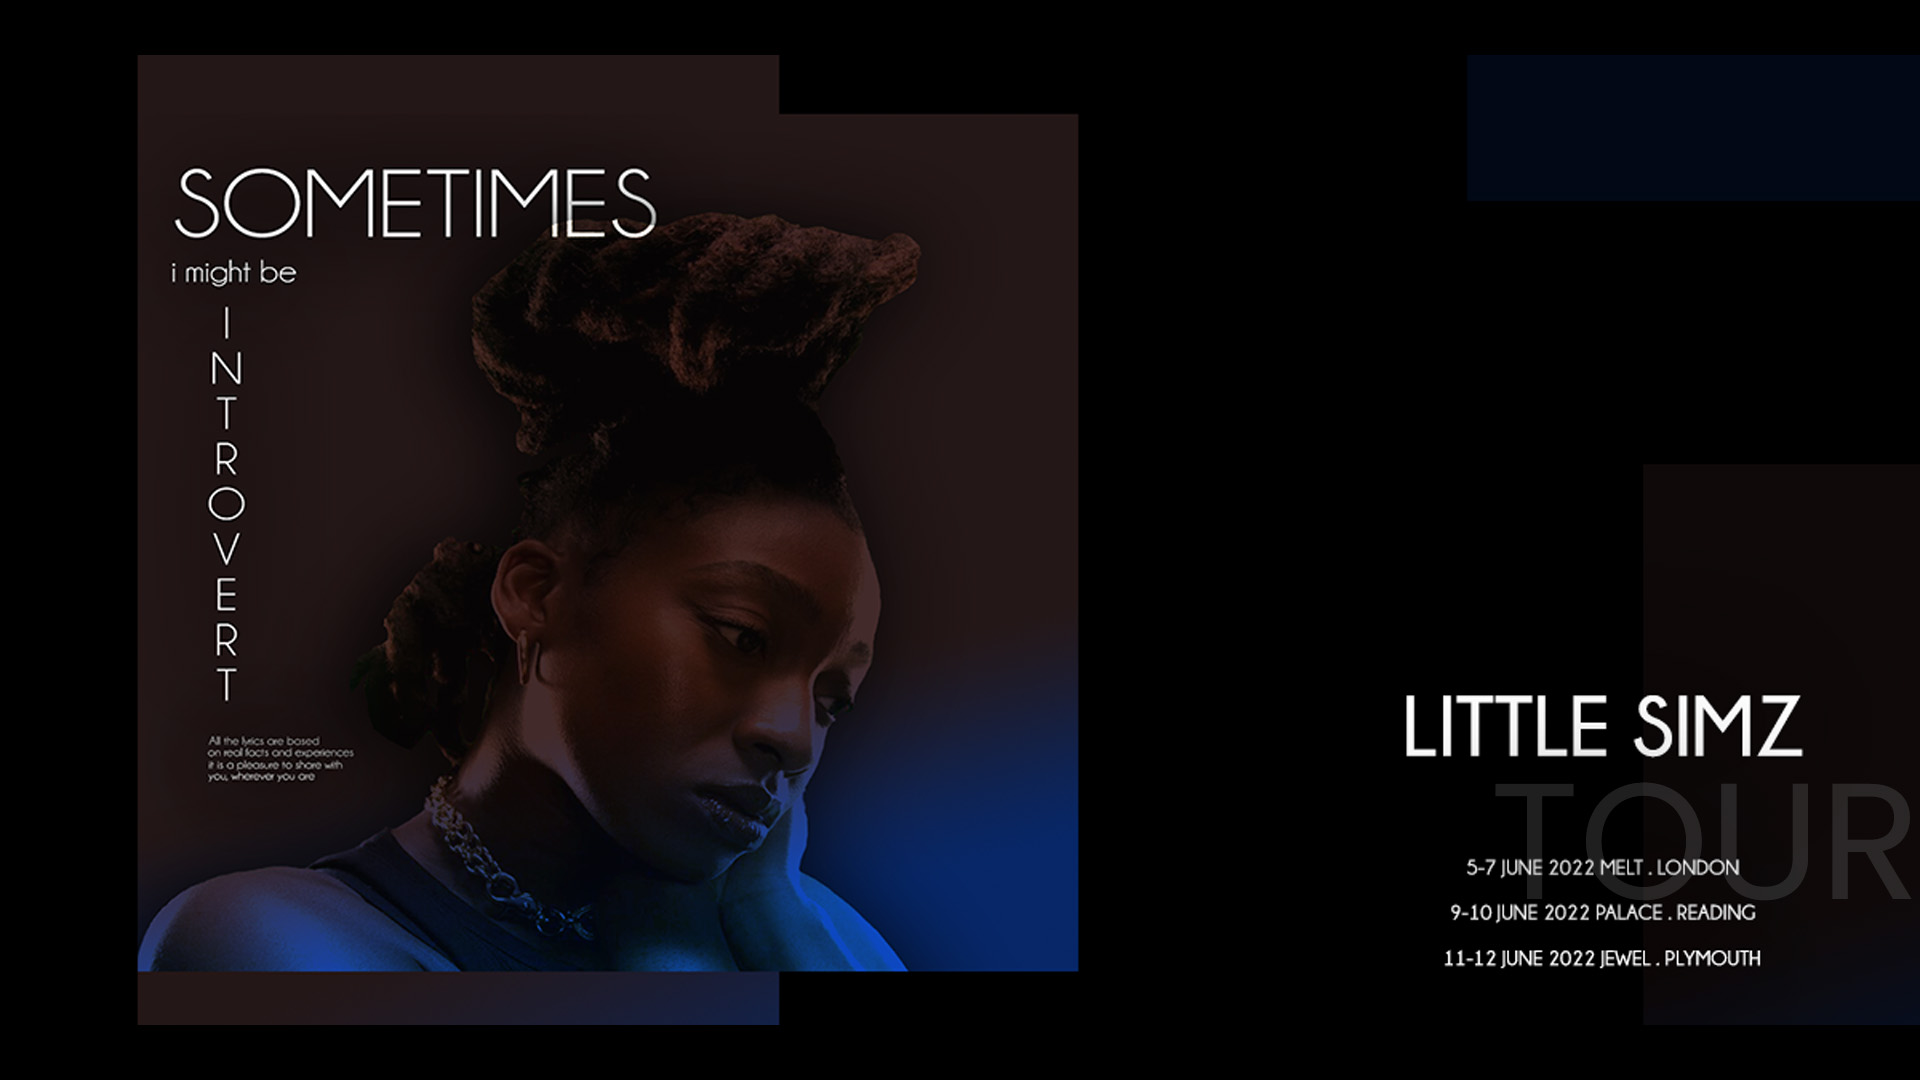 SOMETIMES
i might be
INTROVERT
All the lyrics are based
on real facts and experiences
it is a pleasure to share with
you, wherever you are
LITTLE SIMZ
TOUR
5-7 JUNE 2022 MELT . LONDON
9-10 JUNE 2022 PALACE . READING
11-12 JUNE 2022 JEWEL . PLYMOUTH